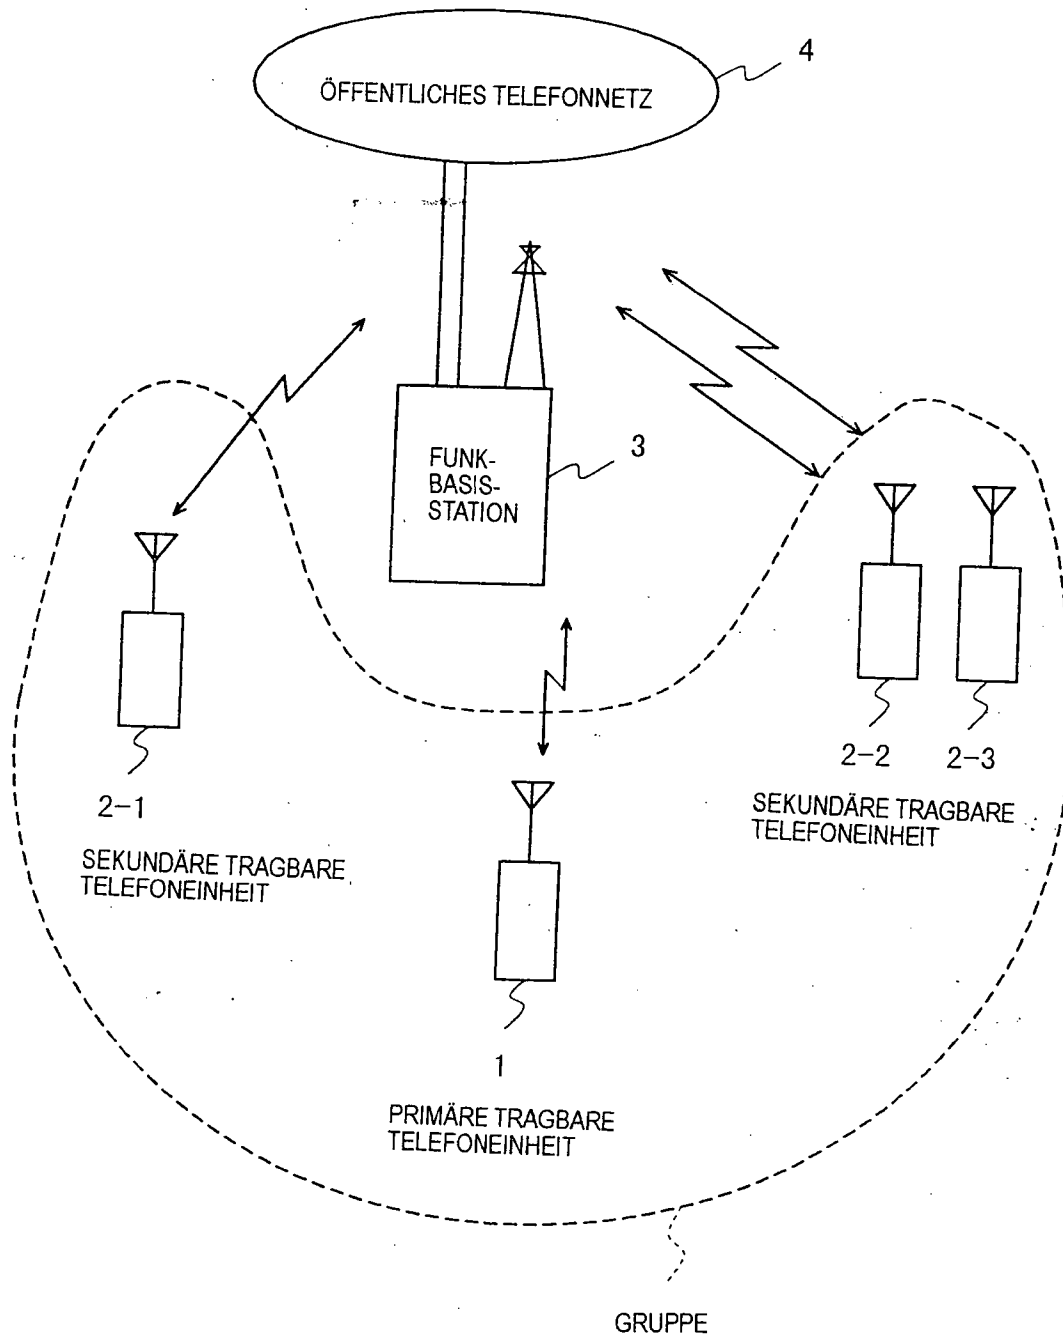 4
ÖFFENTLICHES TELEFONNETZ
3
FUNK-
BASIS-
STATION
2-2
2-3
SEKUNDÄRE TRAGBARE
TELEFONEINHEIT
2-1
SEKUNDÄRE TRAGBARE
TELEFONEINHEIT
1
PRIMÄRE TRAGBARE
TELEFONEINHEIT
GRUPPE